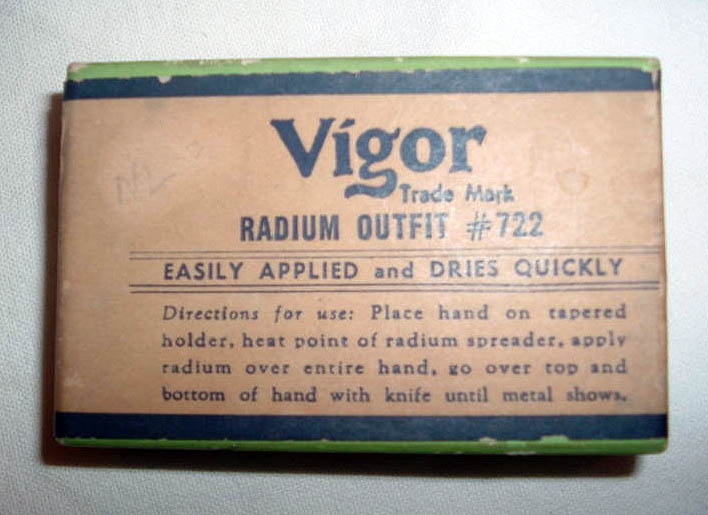 Vigor
Trade Mark
RADIUM OUTFIT #722
EASILY APPLIED and DRIES QUICKLY
Directions for use: Place hand on tapered
holder, heat point of radium spreader, apply
radium over entire hand, go over top and
bottom of hand with knife until metal shows.